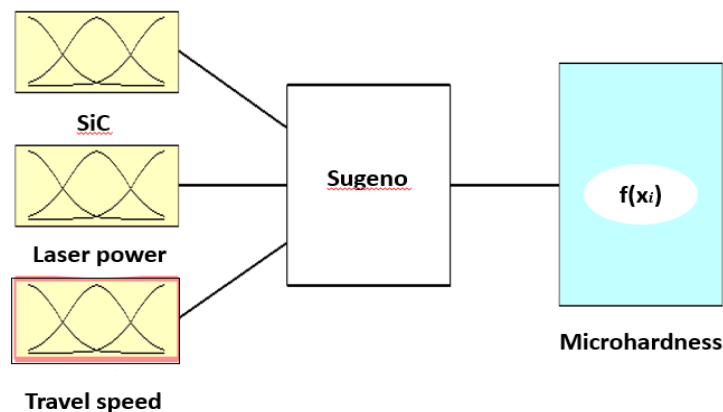 SiC
Laser power
Travel speed
Sugeno
f(xi)
Microhardness